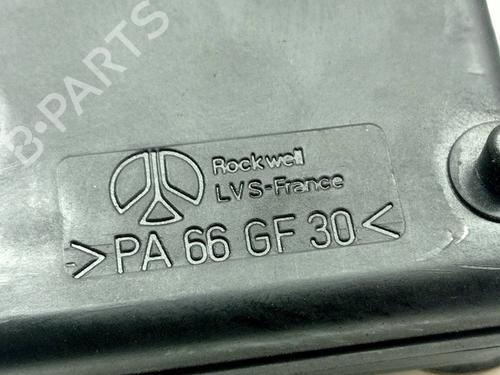 B-PARTS
Rockwell
LVS-France
>PA 66 GF 30<